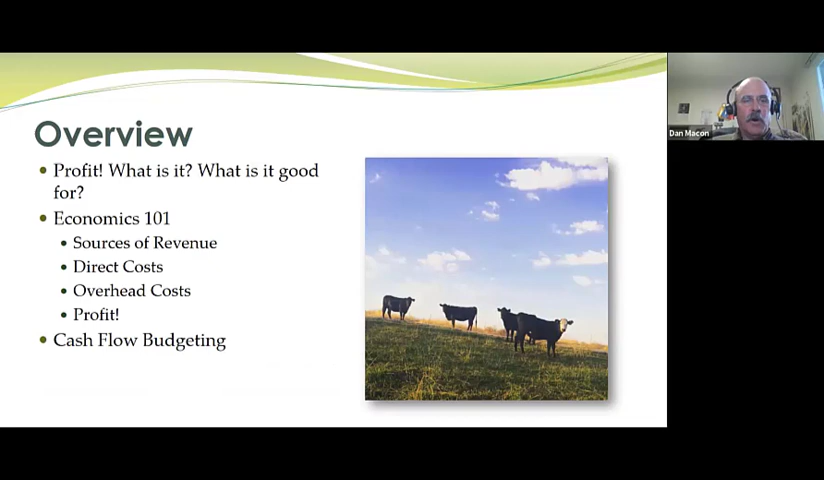 Overview
Profit! What is it? What is it good
for?
Economics 101
Sources of Revenue
Direct Costs
Overhead Costs
Profit!
Cash Flow Budgeting
Dan Macon